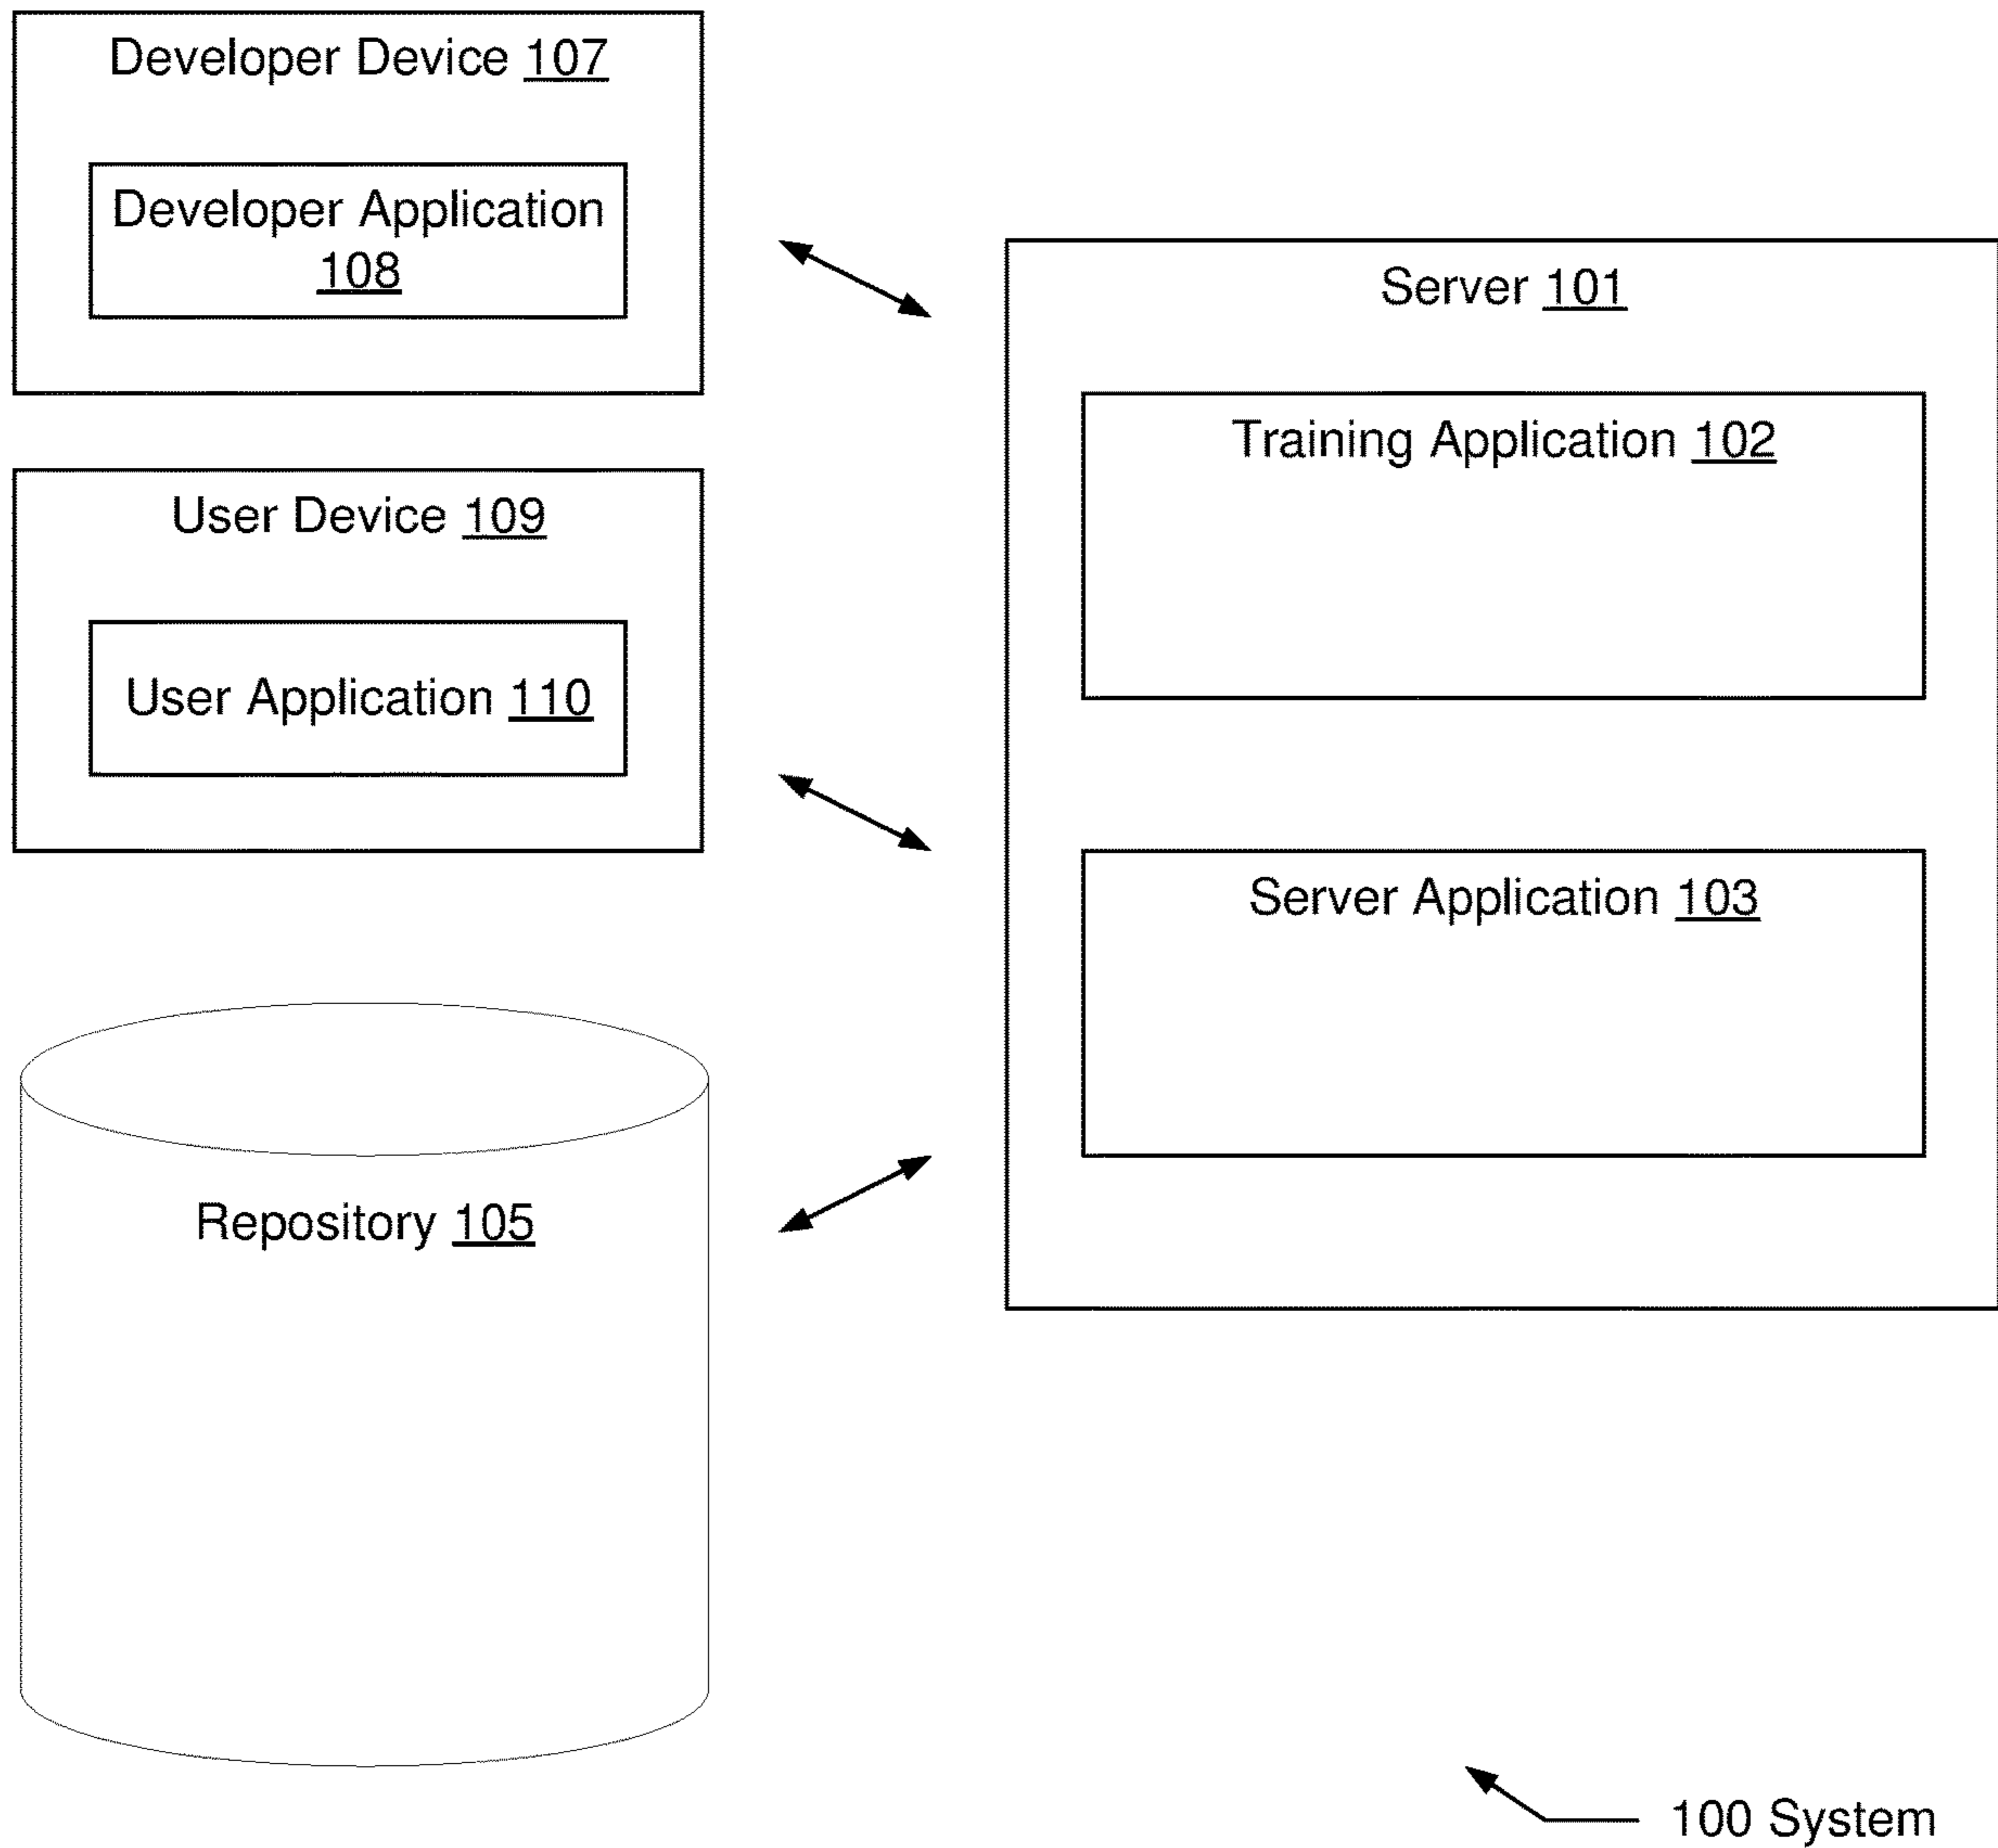 Developer Device 107
Developer Application
108
User Device 109
User Application 110
Repository 105
Server 101
Training Application 102
Server Application 103
100 System